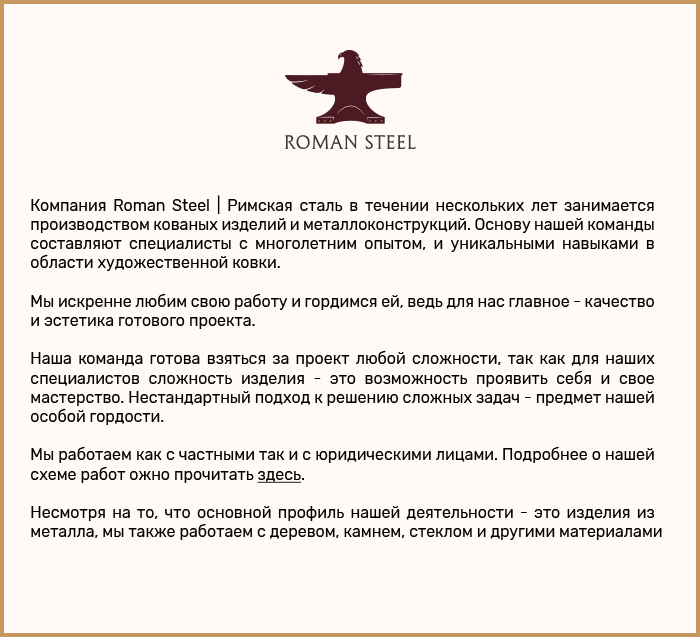 ROMAN STEEL
Компания Roman Steel | Римская сталь в течении нескольких лет занимается
производством кованых изделий и металлоконструкций. Основу нашей команды
составляют специалисты с многолетним опытом, и уникальными навыками в
области художественной ковки.
Мы искренне любим свою работу и гордимся ей, ведь для нас главное - качество
и эстетика готового проекта.
Наша команда готова взяться за проект любой сложности, так как для наших
специалистов сложность изделия - это возможность проявить себя и свое
мастерство. Нестандартный подход к решению сложных задач - предмет нашей
особой гордости.
Мы работаем как с частными так и с юридическими лицами. Подробнее о нашей
схеме работ ожно прочитать здесь.
Несмотря на то, что основной профиль нашей деятельности - это изделия из
металла, мы также работаем с деревом, камнем, стеклом и другими материалами